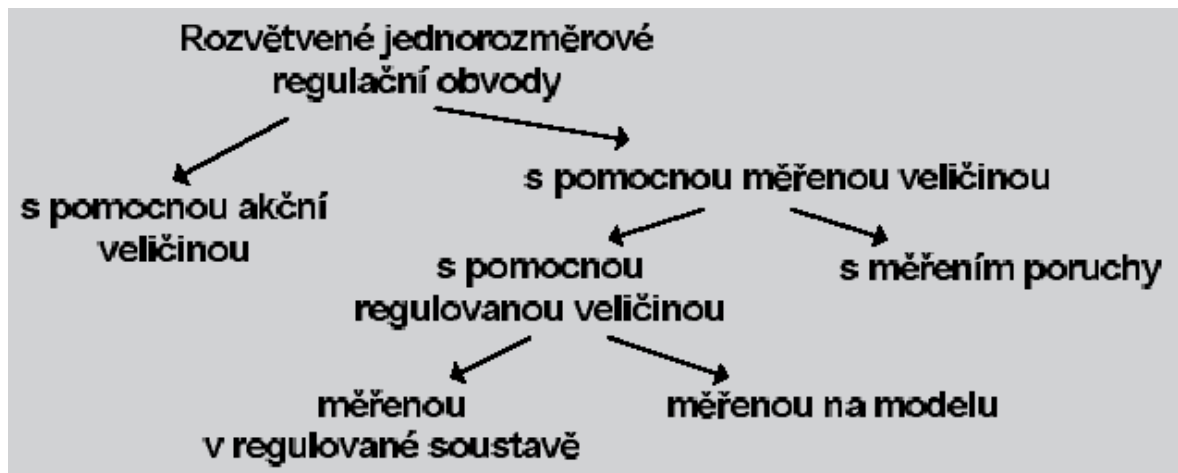 Rozvětvené jednorozměrové
regulační obvody
s pomocnou akční
veličinou
s pomocnou měřenou veličinou
s pomocnou
regulovanou veličinou
s měřením poruchy
měřenou
v regulované soustavě
měřenou na modelu